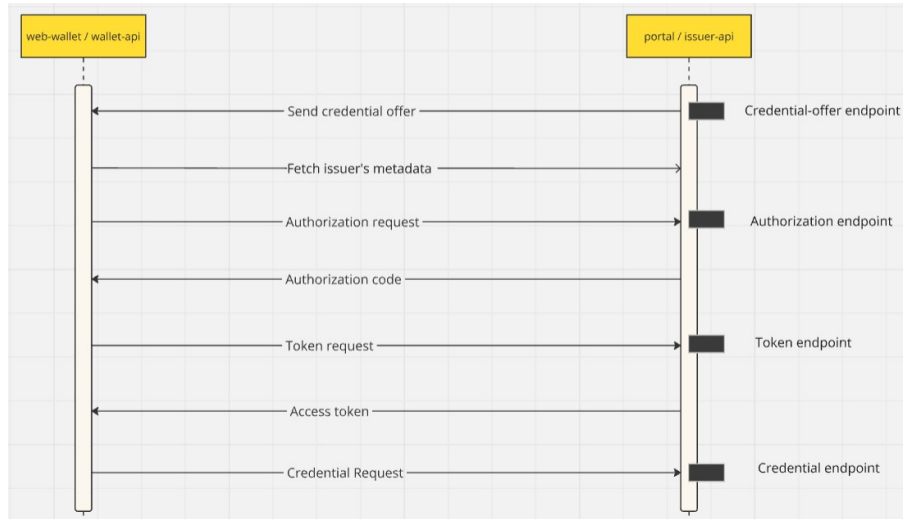 web-wallet / wallet-api
portal / issuer-api
Send credential offer
Credential-offer endpoint
Fetch issuer's metadata
Authorization request
Authorization endpoint
Authorization code
Token request
Token endpoint
Access token
Credential Request
Credential endpoint